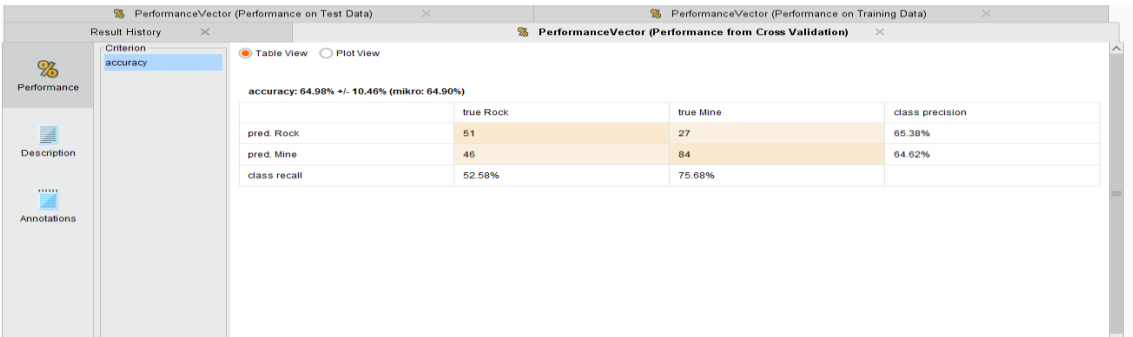 PerformanceVector (Performance on Test Data)
PerformanceVector (Performance on Training Data)
Result History
PerformanceVector (Performance from Cross Validation)
%
Performance
Description
Annotations
Criterion
accuracy
Table View
Plot View
accuracy: 64.98% +/- 10.46% (mikro: 64.90%)
true Rock true Mine class precision
pred. Rock 51 27 65.38%
pred. Mine 46 84 64.62%
class recall 52.58% 75.68%